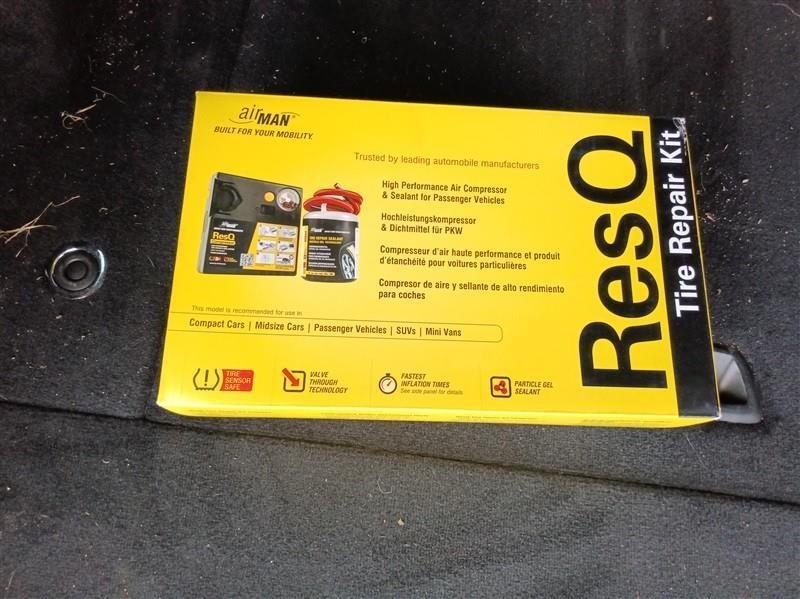 airMAN®
BUILT FOR YOUR MOBILITY.
Trusted by leading automobile manufacturers
High Performance Air Compressor
& Sealant for Passenger Vehicles
Hochleistungskompressor
& Dichtmittel für PKW
Compresseur d'air haute performance et produit
d'étanchéité pour voitures particulières
Compresor de aire y sellante de alto rendimiento
para coches
ResQ
TIRE REPAIR SEALANT
This model is recommended for use in
Compact Cars | Midsize Cars | Passenger Vehicles | SUVs | Mini Vans
TIRE
SENSOR
SAFE
VALVE
THROUGH
TECHNOLOGY
FASTEST
INFLATION TIMES
See side panel for details
PARTICLE GEL
SEALANT
ResQ
Tire Repair Kit